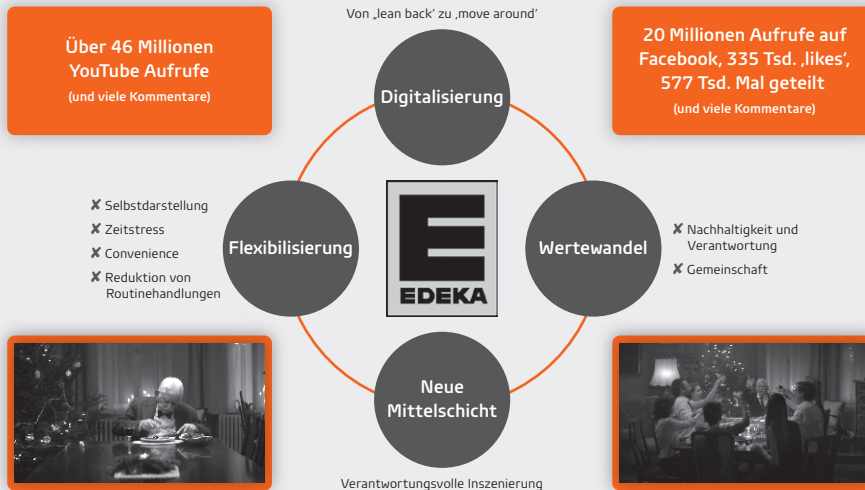 Von ‚lean back' zu ‚move around'
Über 46 Millionen
YouTube Aufrufe
(und viele Kommentare)
20 Millionen Aufrufe auf
Facebook, 335 Tsd. ‚likes',
577 Tsd. Mal geteilt
(und viele Kommentare)
Digitalisierung
✘ Selbstdarstellung
✘ Zeitstress
✘ Convenience
✘ Reduktion von
Routinehandlungen
Flexibilisierung
E
EDEKA
Wertewandel
✘ Nachhaltigkeit und
Verantwortung
✘ Gemeinschaft
Neue
Mittelschicht
Verantwortungsvolle Inszenierung